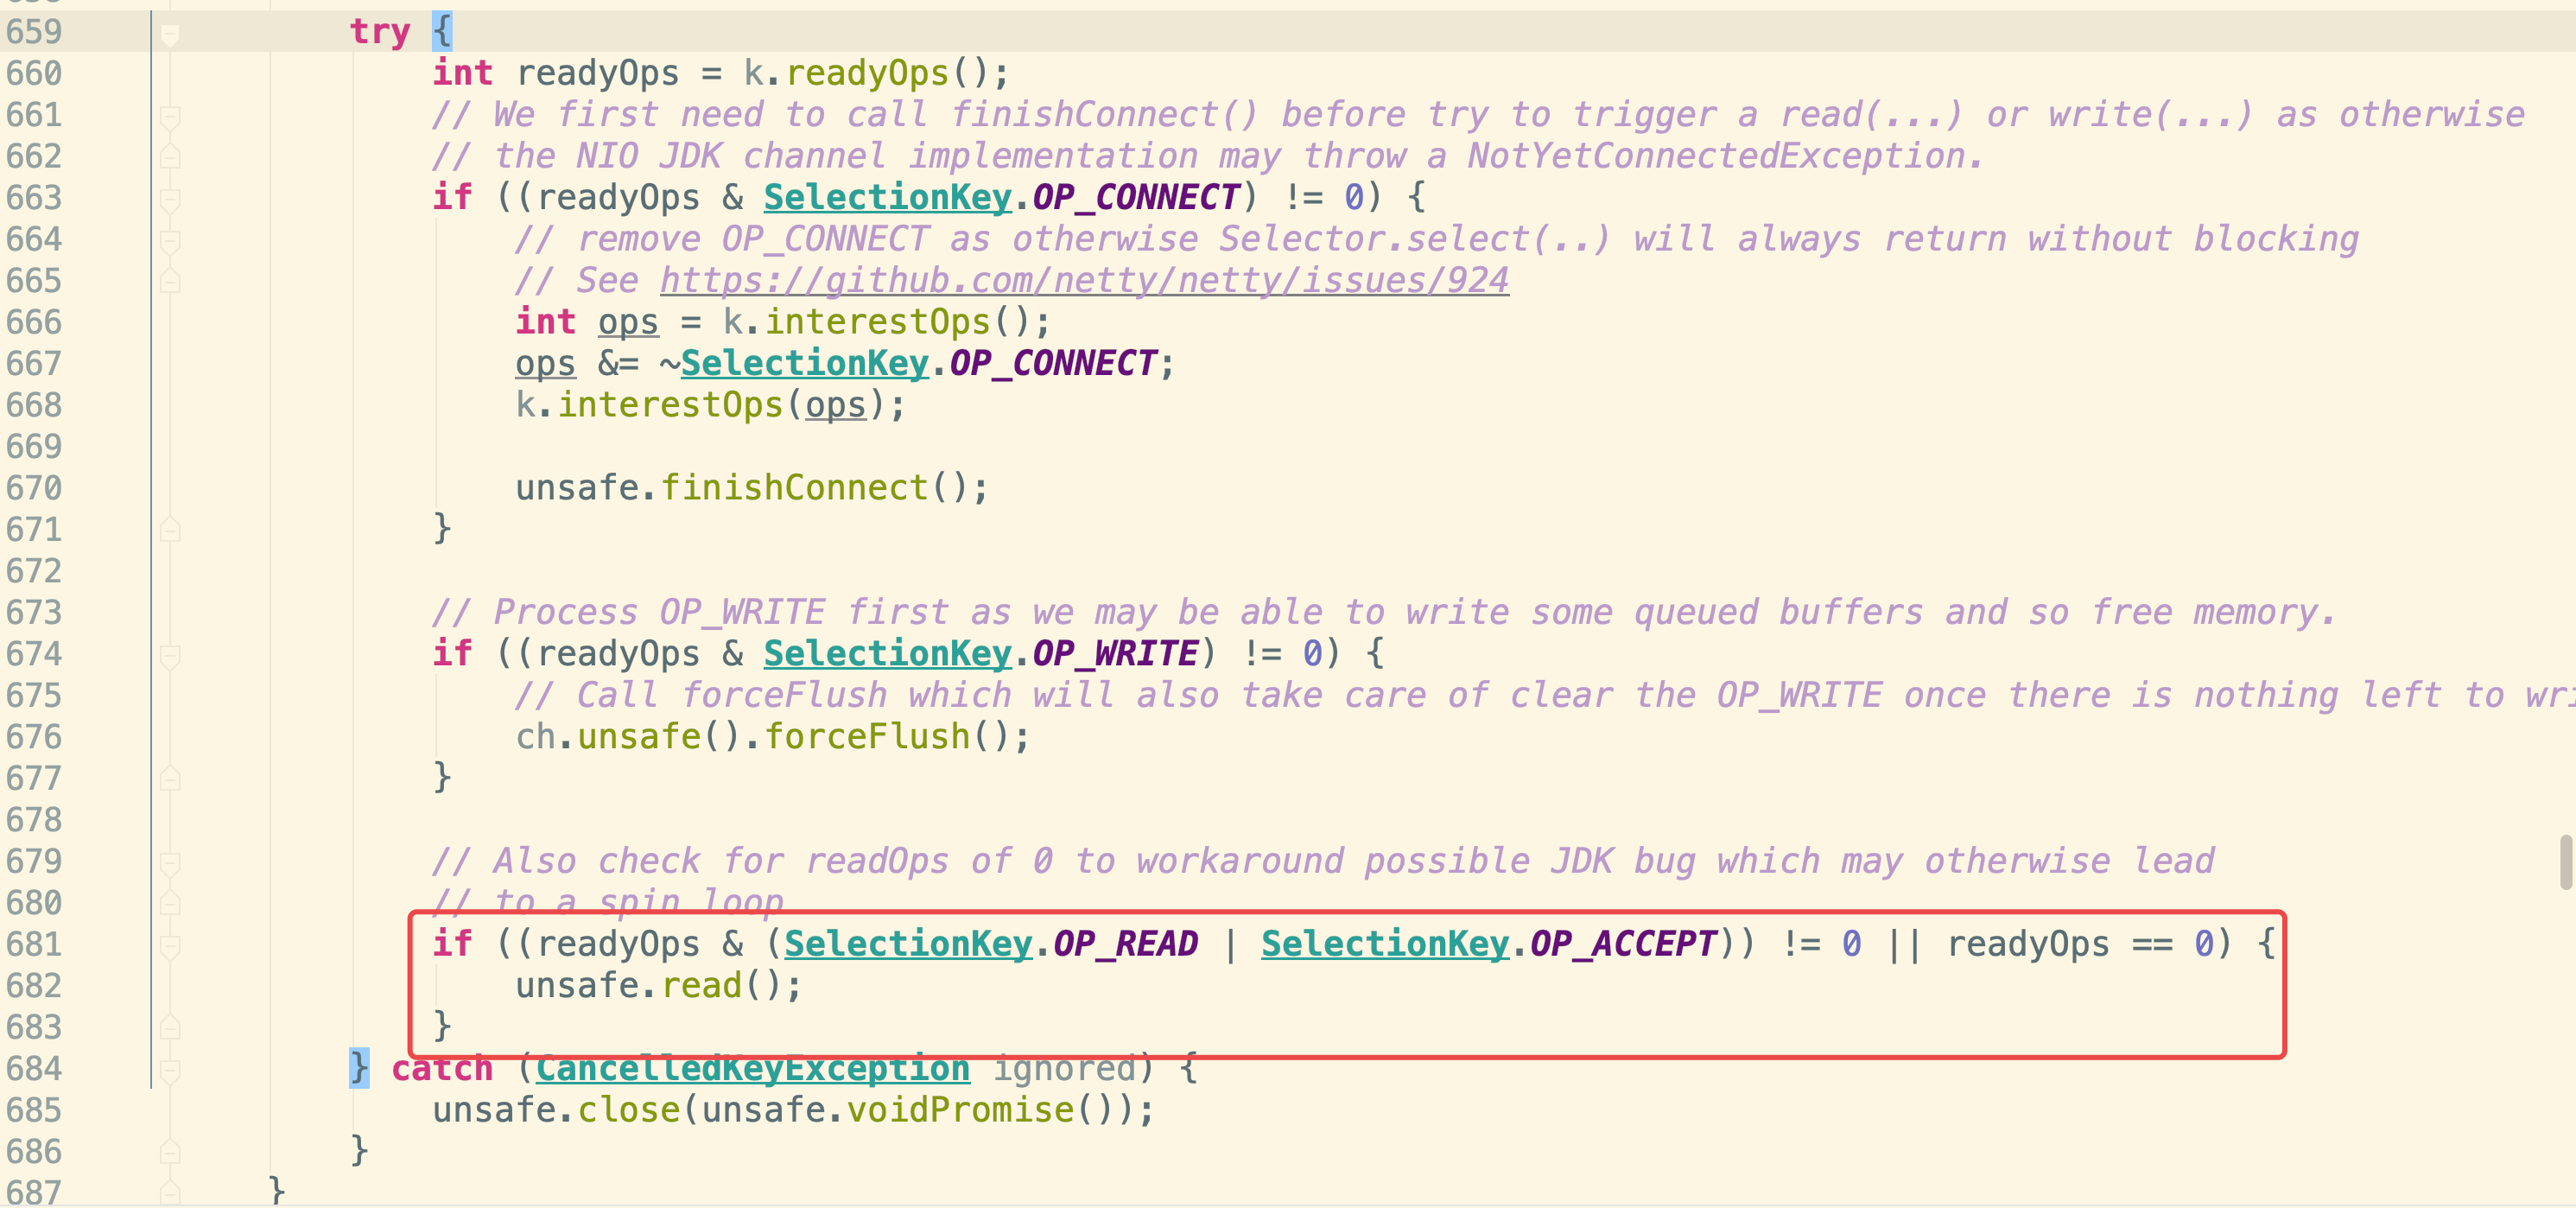 659 try {
660 int readyOps = k.readyOps();
661 // We first need to call finishConnect() before try to trigger a read(...) or write(...) as otherwise
662 // the NIO JDK channel implementation may throw a NotYetConnectedException.
663 if ((readyOps & SelectionKey.OP_CONNECT) != 0) {
664 // remove OP_CONNECT as otherwise Selector.select(..) will always return without blocking
665 // See https://github.com/netty/netty/issues/924
666 int ops = k.interestOps();
667 ops &= ~SelectionKey.OP_CONNECT;
668 k.interestOps(ops);
669
670 unsafe.finishConnect();
671 }
672
673 // Process OP_WRITE first as we may be able to write some queued buffers and so free memory.
674 if ((readyOps & SelectionKey.OP_WRITE) != 0) {
675 // Call forceFlush which will also take care of clear the OP_WRITE once there is nothing left to wri
676 ch.unsafe().forceFlush();
677 }
678
679 // Also check for readOps of 0 to workaround possible JDK bug which may otherwise lead
680 // to a spin loop
681 if ((readyOps & (SelectionKey.OP_READ | SelectionKey.OP_ACCEPT)) != 0 || readyOps == 0) {
682 unsafe.read();
683 }
684 } catch (CancelledKeyException ignored) {
685 unsafe.close(unsafe.voidPromise());
686 }
687 }